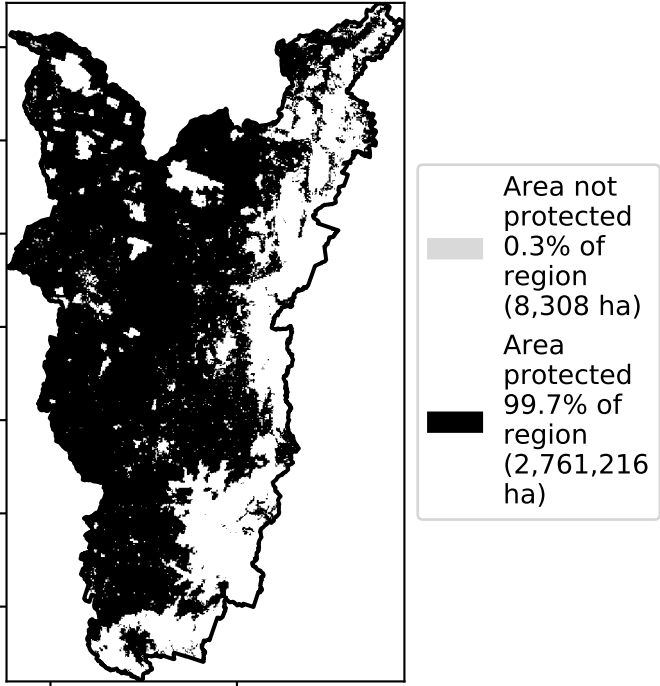 Area not
protected
0.3% of
region
(8,308 ha)
Area
protected
99.7% of
region
(2,761,216
ha)